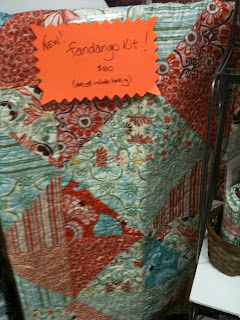 New!
Fandango Kit!
$80
(does not include backing)